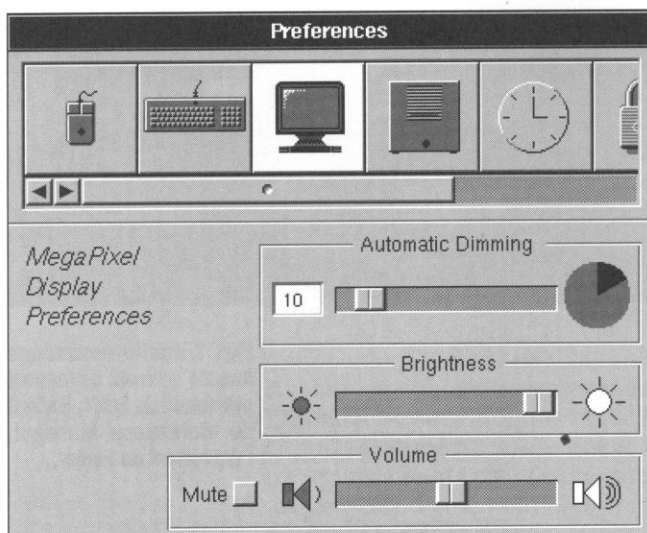 Preferences
MegaPixel
Display
Preferences
Automatic Dimming
10
Brightness
Volume
Mute